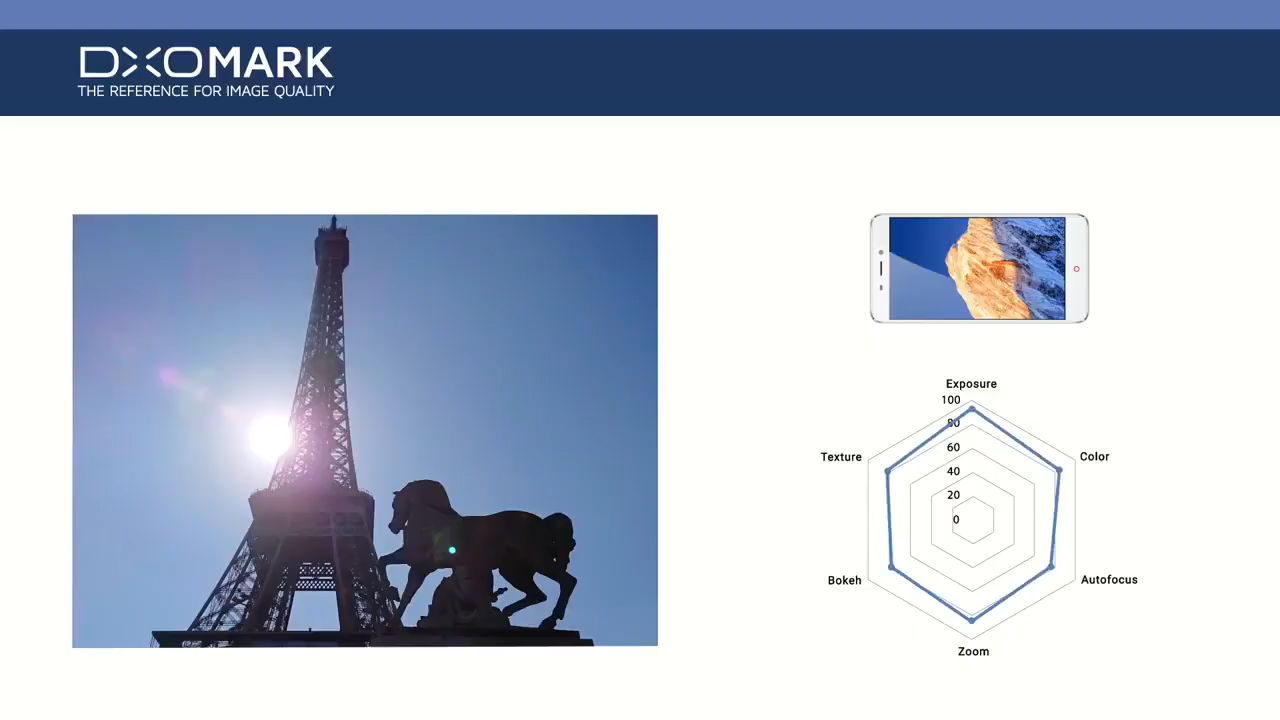 DXOMARK
THE REFERENCE FOR IMAGE QUALITY
Exposure
100
80
60
40
20
0
Texture
Color
Bokeh
Autofocus
Zoom